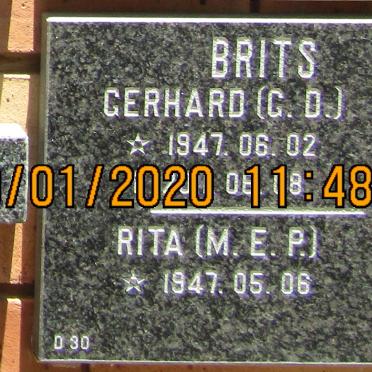 BRITS
GERHARD (G. D.)
☆ 1947. 06. 02
/01/2020 11:48
RITA (M. E. P.)
☆ 1947. 05. 06
D 30